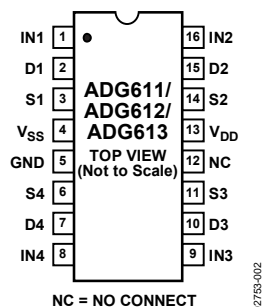 IN1 1 16 IN2
D1 2 15 D2
S1 3 14 S2
VSS 4 13 VDD
GND 5 12 NC
S4 6 11 S3
D4 7 10 D3
IN4 8 9 IN3
ADG611/
ADG612/
ADG613
TOP VIEW
(Not to Scale)
NC = NO CONNECT
2753-002